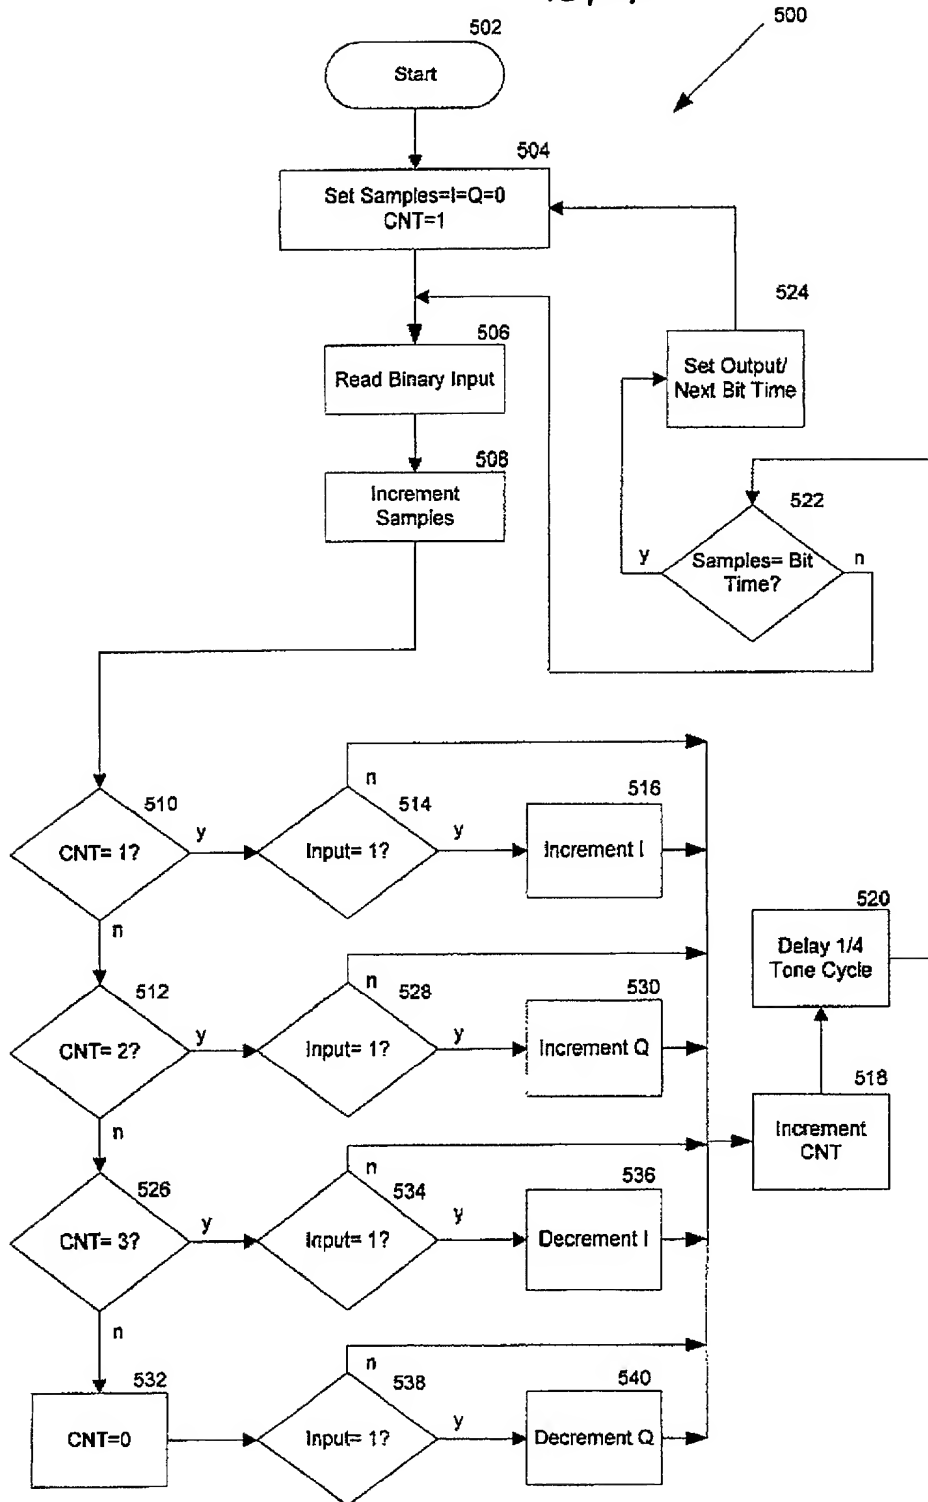 500
502
Start
504
Set Samples=I=Q=0
CNT=1
524
506
Set Output/
Next Bit Time
Read Binary Input
508
522
Increment
Samples
y
Samples= Bit
Time?
n
n
510
514
516
CNT= 1?
y
Input= 1?
y
Increment I
n
520
Delay 1/4
Tone Cycle
n
512
528
530
CNT= 2?
y
Input= 1?
y
Increment Q
518
n
Increment
CNT
n
526
534
536
CNT= 3?
y
Input= 1?
y
Decrement I
n
n
532
538
540
CNT=0
Input= 1?
y
Decrement Q